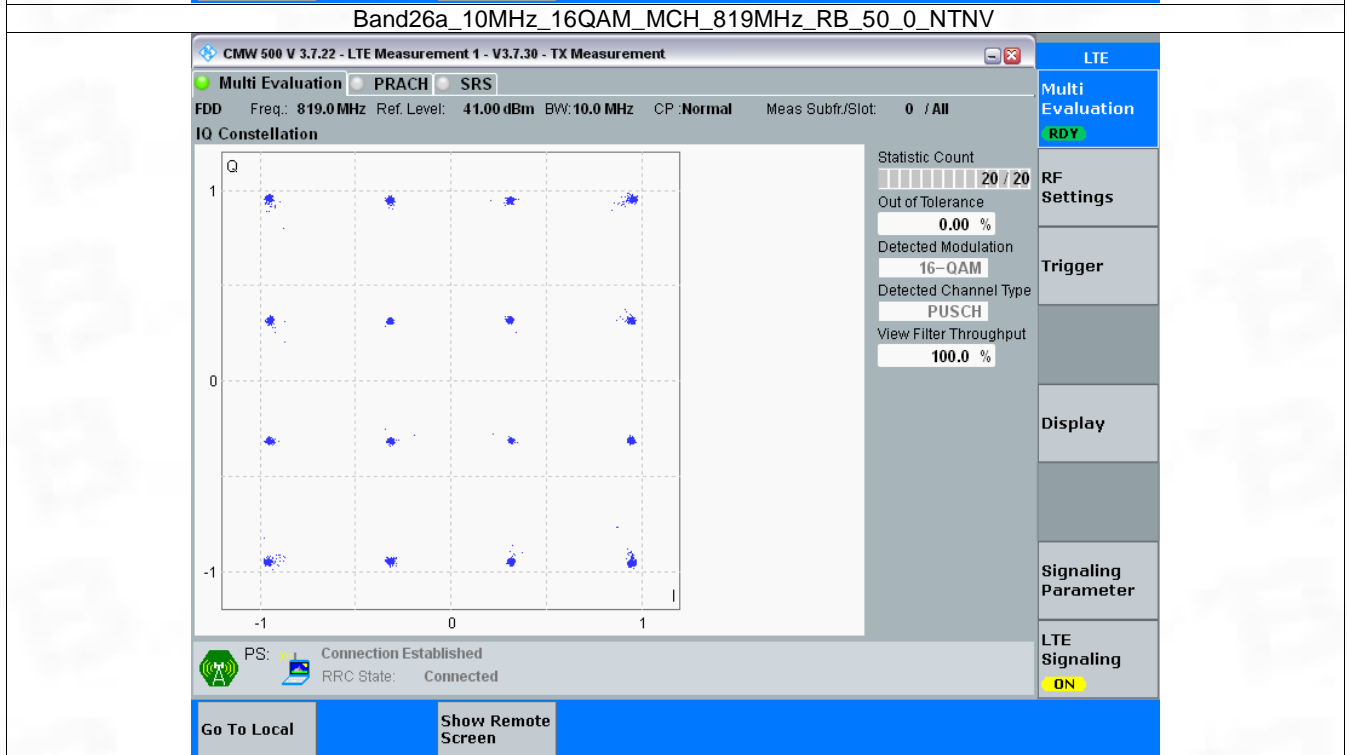 Band26a_10MHz_16QAM_MCH_819MHz_RB_50_0_NTNV
CMW 500 V 3.7.22 - LTE Measurement 1 - V3.7.30 - TX Measurement
LTE
Multi Evaluation PRACH SRS
FDD Freq.: 819.0 MHz Ref. Level: 41.00 dBm BW: 10.0 MHz CP :Normal Meas Subfr./Slot: 0 / All
IQ Constellation
Q
1
0
-1
-1 0 1
I
Statistic Count
20 / 20
Out of Tolerance
0.00 %
Detected Modulation
16-QAM
Detected Channel Type
PUSCH
View Filter Throughput
100.0 %
Multi
Evaluation
RDY
RF
Settings
Trigger
Display
Signaling
Parameter
LTE
Signaling
ON
PS: Connection Established
RRC State: Connected
Go To Local
Show Remote
Screen